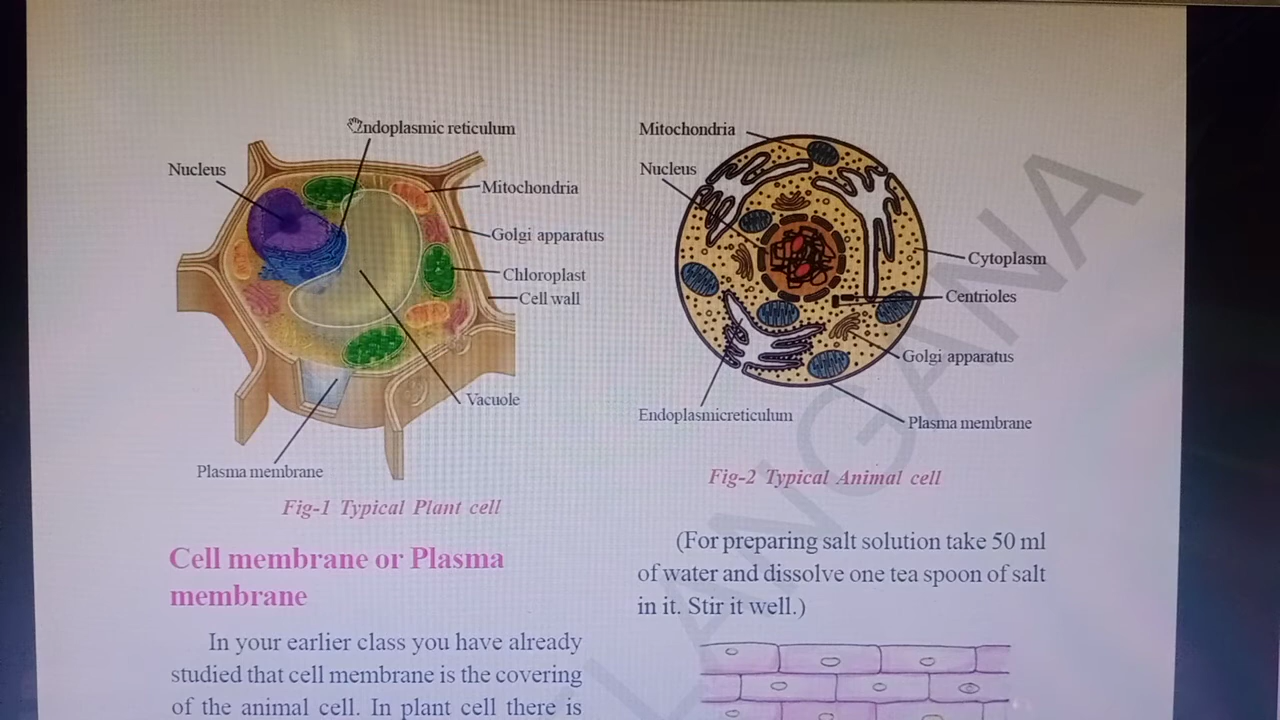 Endoplasmic reticulum
Nucleus
Mitochondria
Golgi apparatus
Chloroplast
Cell wall
Vacuole
Plasma membrane
Fig-1 Typical Plant cell
Mitochondria
Nucleus
Cytoplasm
Centrioles
Golgi apparatus
Endoplasmicreticulum
Plasma membrane
Fig-2 Typical Animal cell
Cell membrane or Plasma
membrane
In your earlier class you have already
studied that cell membrane is the covering
of the animal cell. In plant cell there is
(For preparing salt solution take 50 ml
of water and dissolve one tea spoon of salt
in it. Stir it well.)
LANGANA